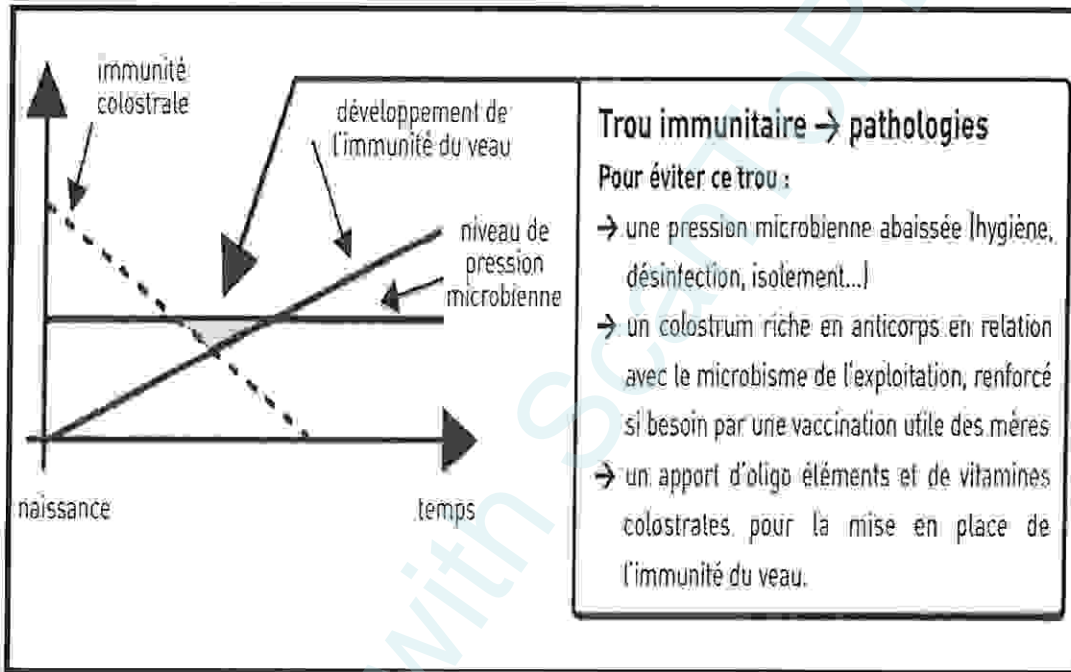 immunité
colostrale
développement de
l'immunité du veau
niveau de
pression
microbienne
naissance
temps
Trou immunitaire → pathologies
Pour éviter ce trou :
→ une pression microbienne abaissée (hygiène,
désinfection, isolement...)
→ un colostrum riche en anticorps en relation
avec le microbisme de l'exploitation, renforcé
si besoin par une vaccination utile des mères
→ un apport d'oligo éléments et de vitamines
colostrales pour la mise en place de
l'immunité du veau.
with ScanToP